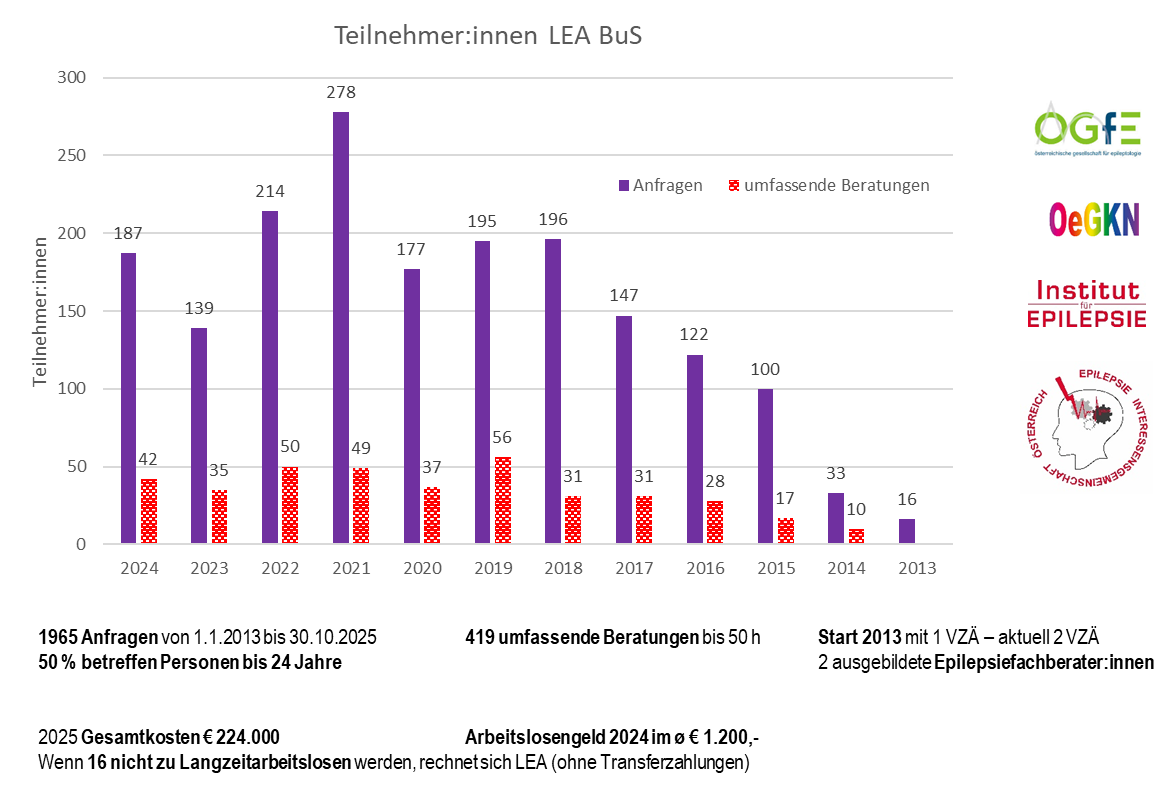 Teilnehmer:innen LEA BuS
Teilnehmer:innen
300
250
200
150
100
50
0
Anfragen
umfassende Beratungen
187
42
139
35
214
50
278
49
177
37
195
56
196
31
147
31
122
28
100
17
33
10
16
2024 2023 2022 2021 2020 2019 2018 2017 2016 2015 2014 2013
ÖGfE
österreichische gesellschaft für epileptologie
OeGKN
Institut
für
EPILEPSIE
EPILEPSIE INTERESSENSGEMEINSCHAFT ÖSTERREICH
1965 Anfragen von 1.1.2013 bis 30.10.2025
50 % betreffen Personen bis 24 Jahre
419 umfassende Beratungen bis 50 h
Start 2013 mit 1 VZÄ – aktuell 2 VZÄ
2 ausgebildete Epilepsiefachberater:innen
2025 Gesamtkosten € 224.000
Arbeitslosengeld 2024 im ø € 1.200,-
Wenn 16 nicht zu Langzeitarbeitslosen werden, rechnet sich LEA (ohne Transferzahlungen)